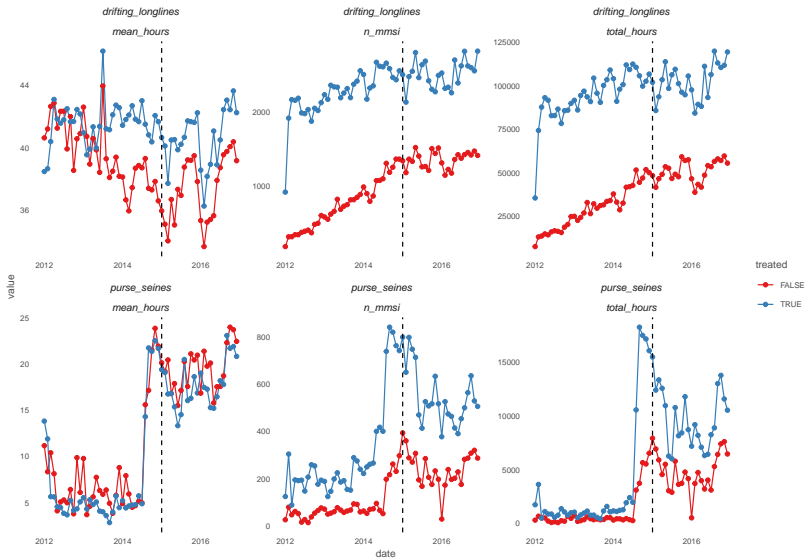 drifting_longlines drifting_longlines drifting_longlines
mean_hours n_mmsi total_hours
44
40
36
2012 2014 2016
2000
1000
2012 2014 2016
125000
100000
75000
50000
25000
2012 2014 2016
value
purse_seines purse_seines purse_seines
mean_hours n_mmsi total_hours
25
20
15
10
5
2012 2014 2016
800
600
400
200
0
2012 2014 2016
15000
10000
5000
0
2012 2014 2016
date
treated
FALSE
TRUE